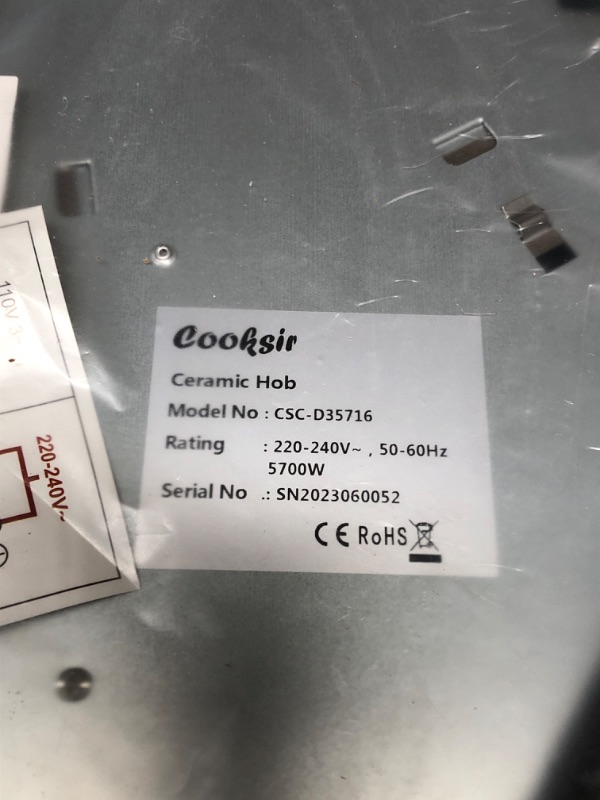 Cooksir
Ceramic Hob
Model No : CSC-D35716
Rating : 220-240V~ , 50-60Hz
5700W
Serial No .: SN2023060052
CE RoHS
110V
220-240V~